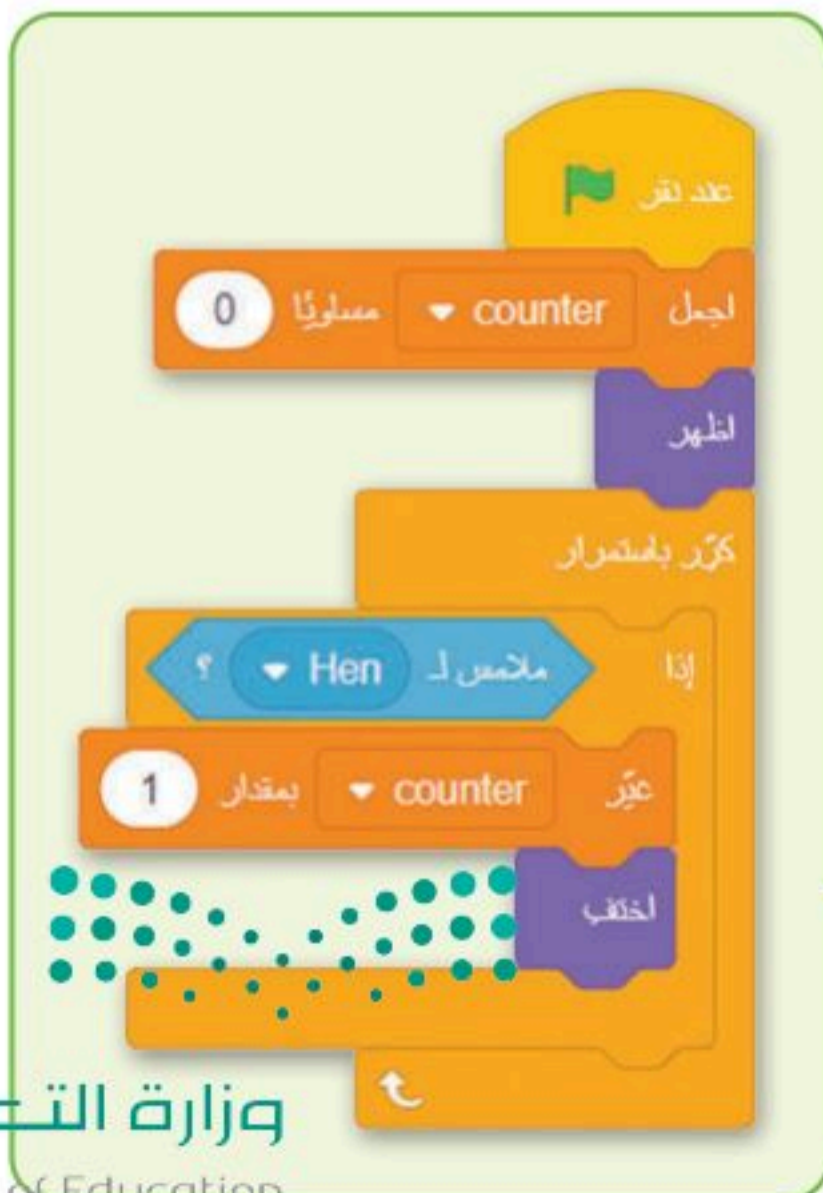 عند نقر
اجعل counter مساويًا 0
اظهر
كرّر باستمرار
إذا ملامس لـ Hen ؟
غيّر counter بمقدار 1
اختفِ
وزارة التـ
of Education